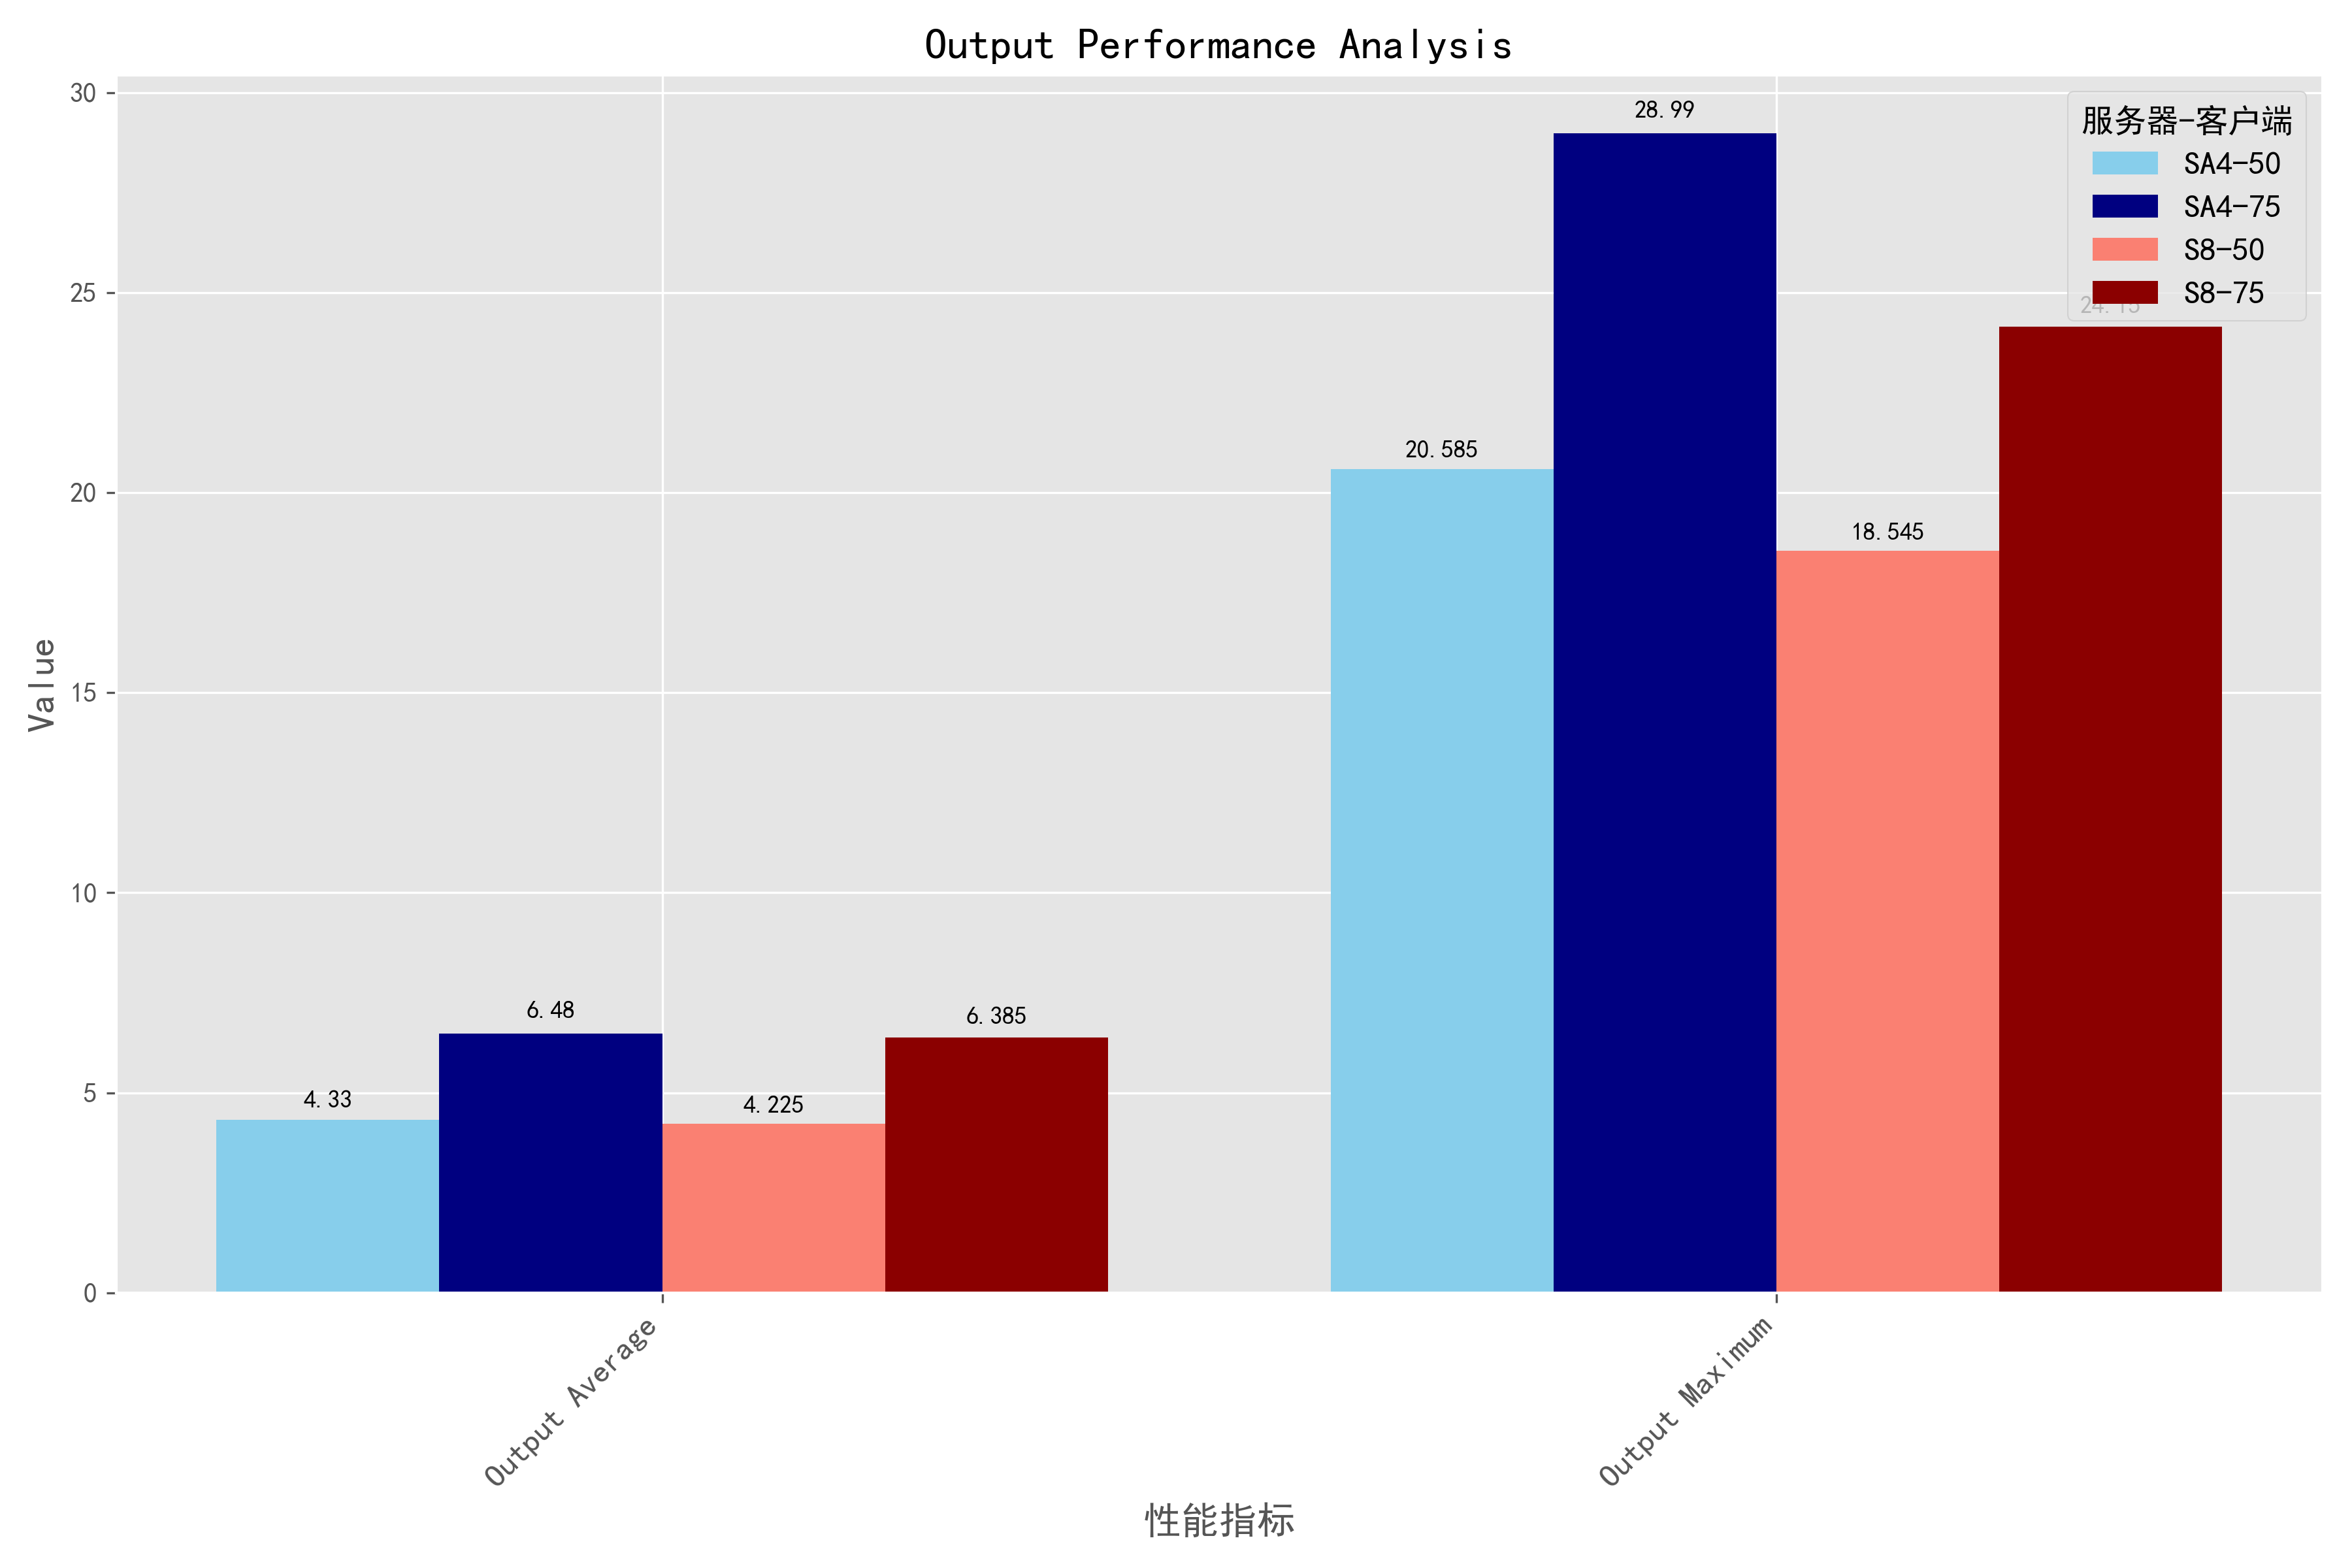 Output Performance Analysis
30
25
20
15
10
5
0
Value
4.33
6.48
4.225
6.385
20.585
28.99
18.545
24.15
服务器-客户端
SA4-50
SA4-75
S8-50
S8-75
Output Average
Output Maximum
性能指标